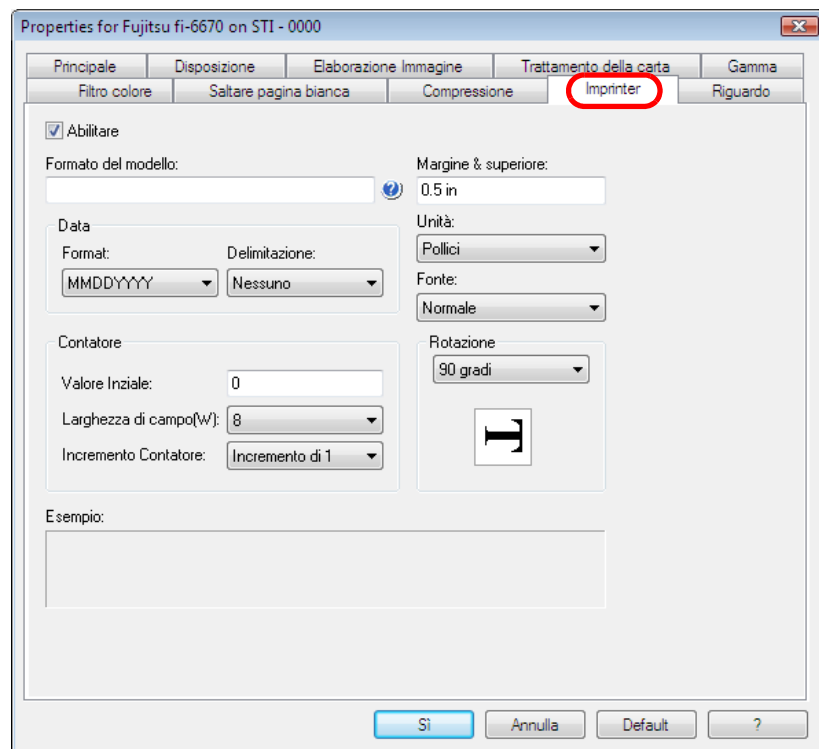 Properties for Fujitsu fi-6670 on STI - 0000
Principale Disposizione Elaborazione Immagine Trattamento della carta Gamma
Filtro colore Saltare pagina bianca Compressione Imprinter Riguardo
Abilitare
Formato del modello: Margine & superiore:
? 0.5 in
Data Unità:
Format: Delimitazione: Pollici
MMDDYYYY Nessuno Fonte:
Normale
Contatore Rotazione
Valore Inziale: 0 90 gradi
Larghezza di campo(W): 8
Incremento Contatore: Incremento di 1 T
Esempio:
Sì Annulla Default ?